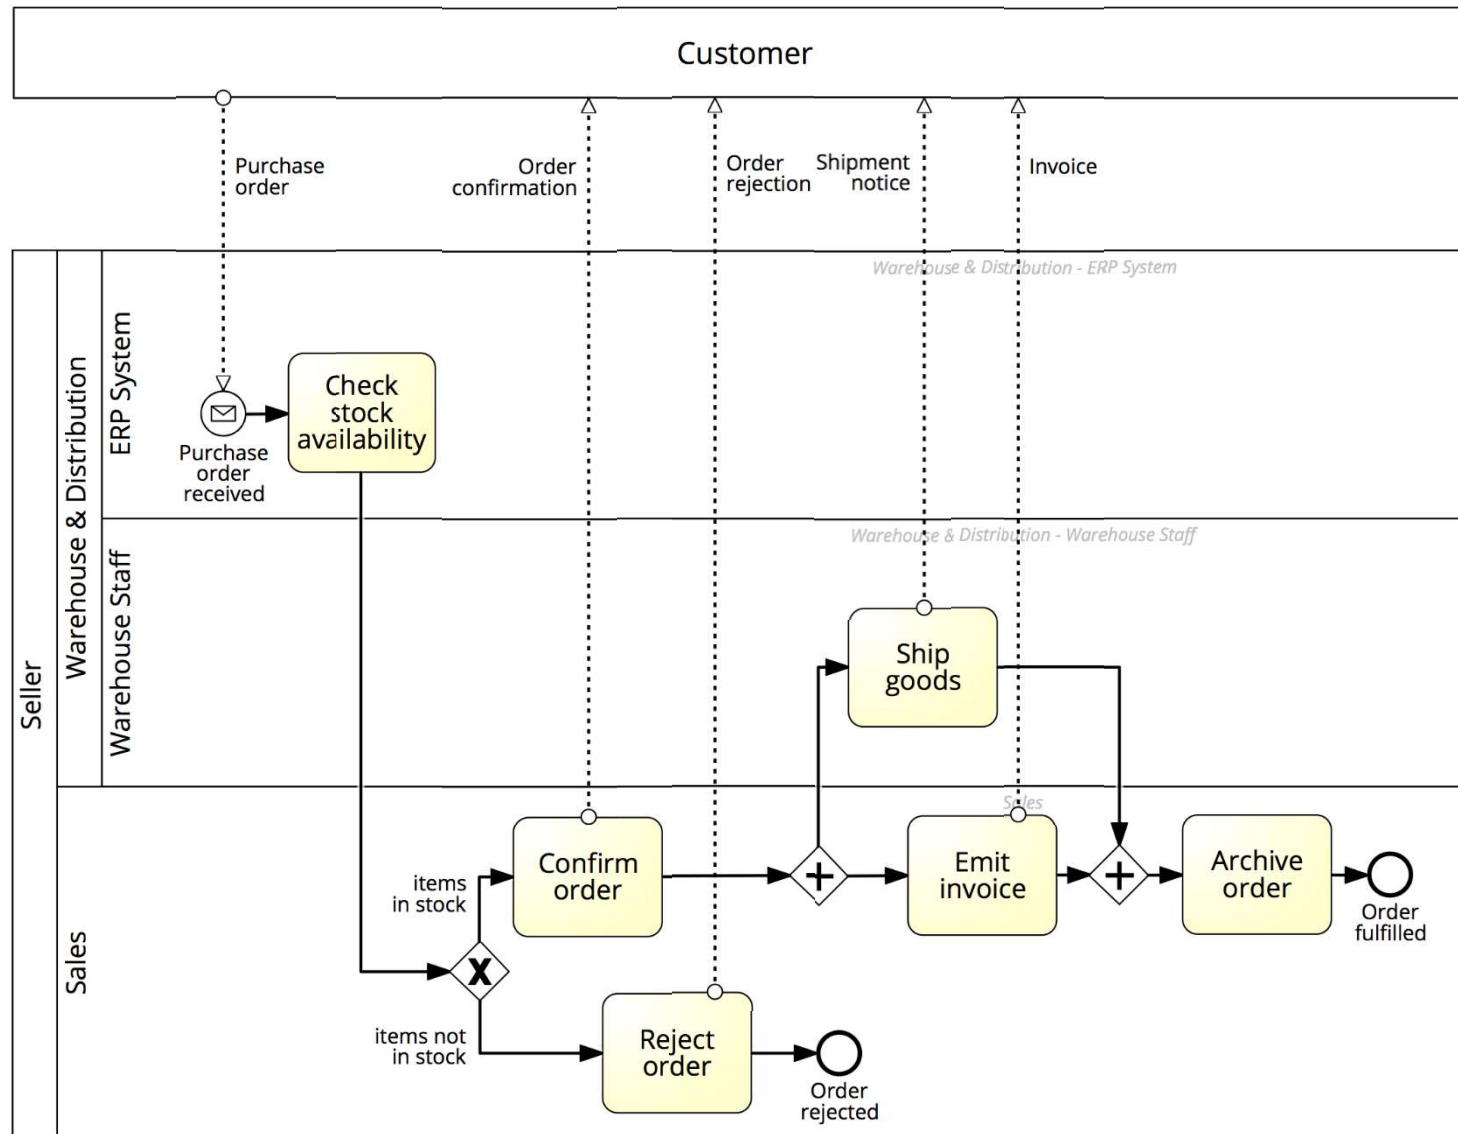 Customer
Purchase
order
Order
confirmation
Order
rejection
Shipment
notice
Invoice
Seller
Warehouse & Distribution
ERP System
Warehouse & Distribution - ERP System
Check
stock
availability
Purchase
order
received
Warehouse Staff
Warehouse & Distribution - Warehouse Staff
Ship
goods
Sales
Sales
items
in stock
Confirm
order
Emit
invoice
Archive
order
Order
fulfilled
X
items not
in stock
Reject
order
Order
rejected